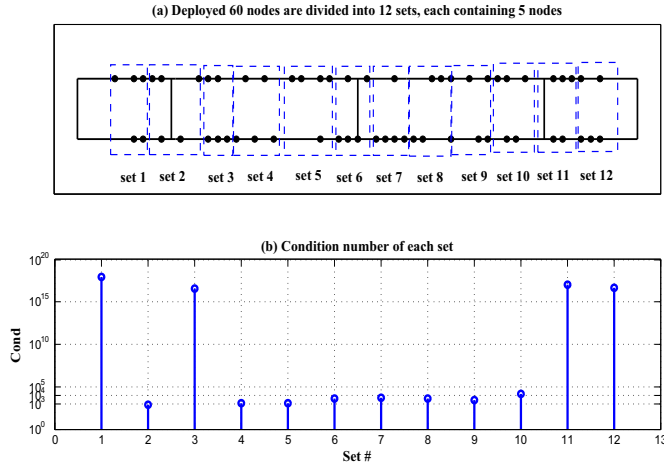 (a) Deployed 60 nodes are divided into 12 sets, each containing 5 nodes
set 1 set 2 set 3 set 4 set 5 set 6 set 7 set 8 set 9 set 10 set 11 set 12
(b) Condition number of each set
10^20
10^15
10^10
10^5
10^4
10^3
10^0
Cond
0 1 2 3 4 5 6 7 8 9 10 11 12 13
Set #